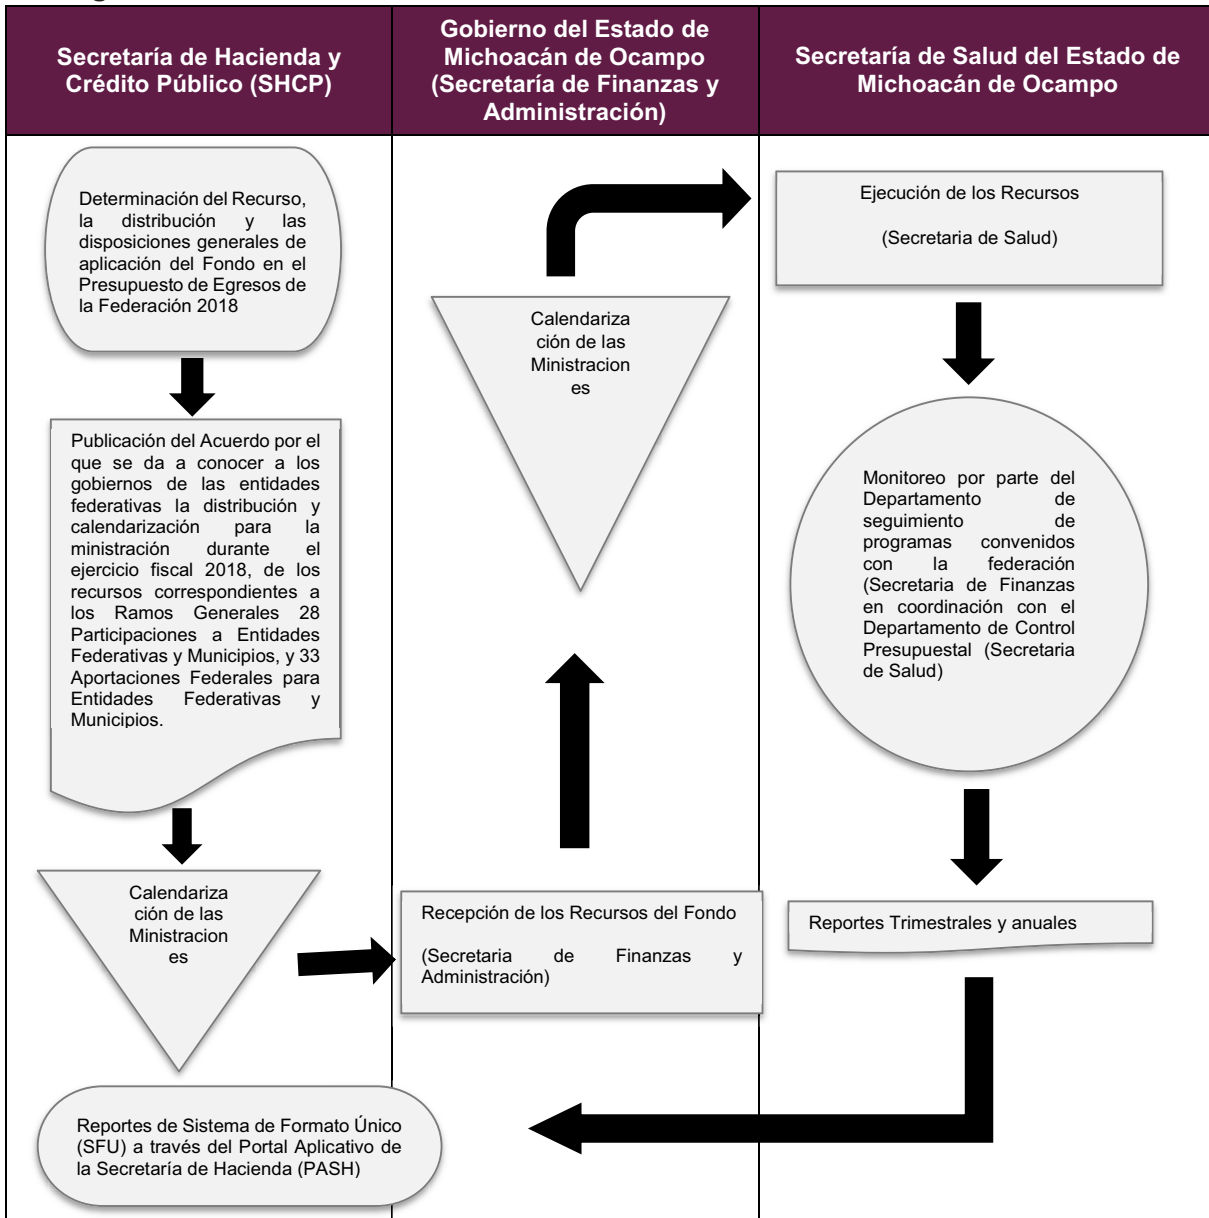 Secretaría de Hacienda y
Crédito Público (SHCP)
Gobierno del Estado de
Michoacán de Ocampo
(Secretaría de Finanzas y
Administración)
Secretaría de Salud del Estado de
Michoacán de Ocampo
Determinación del Recurso,
la distribución y las
disposiciones generales de
aplicación del Fondo en el
Presupuesto de Egresos de
la Federación 2018
Publicación del Acuerdo por el
que se da a conocer a los
gobiernos de las entidades
federativas la distribución y
calendarización para la
ministración durante el
ejercicio fiscal 2018, de los
recursos correspondientes a
los Ramos Generales 28
Participaciones a Entidades
Federativas y Municipios, y 33
Aportaciones Federales para
Entidades Federativas y
Municipios.
Calendariza
ción de las
Ministracion
es
Recepción de los Recursos del Fondo
(Secretaria de Finanzas y
Administración)
Calendariza
ción de las
Ministracion
es
Ejecución de los Recursos
(Secretaria de Salud)
Monitoreo por parte del
Departamento de
seguimiento de
programas convenidos
con la federación
(Secretaria de Finanzas
en coordinación con el
Departamento de Control
Presupuestal (Secretaria
de Salud)
Reportes Trimestrales y anuales
Reportes de Sistema de Formato Único
(SFU) a través del Portal Aplicativo de
la Secretaría de Hacienda (PASH)